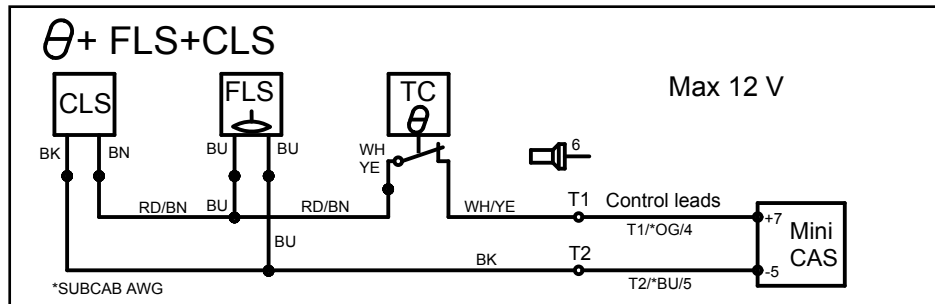 θ+ FLS+CLS
CLS
FLS
TC
θ
Max 12 V
BK
BN
BU
BU
WH
YE
6
RD/BN
BU
RD/BN
WH/YE
T1
Control leads
T1/*OG/4
+7
Mini
CAS
BU
BK
T2
-5
T2/*BU/5
*SUBCAB AWG